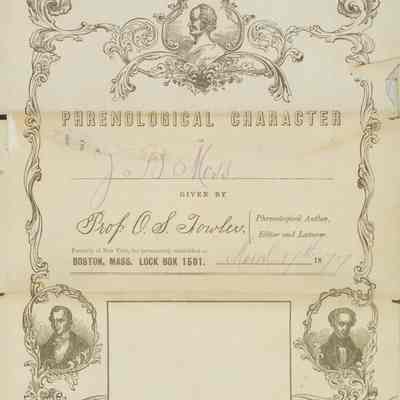 PHRENOLOGICAL CHARACTER
J. B. Moss
GIVEN BY
Prof. O. S. Fowler, Phrenological Author,
Editor and Lecturer.
Formerly of New York, but permanently established at
BOSTON, MASS. LOCK BOX 1501. 1877